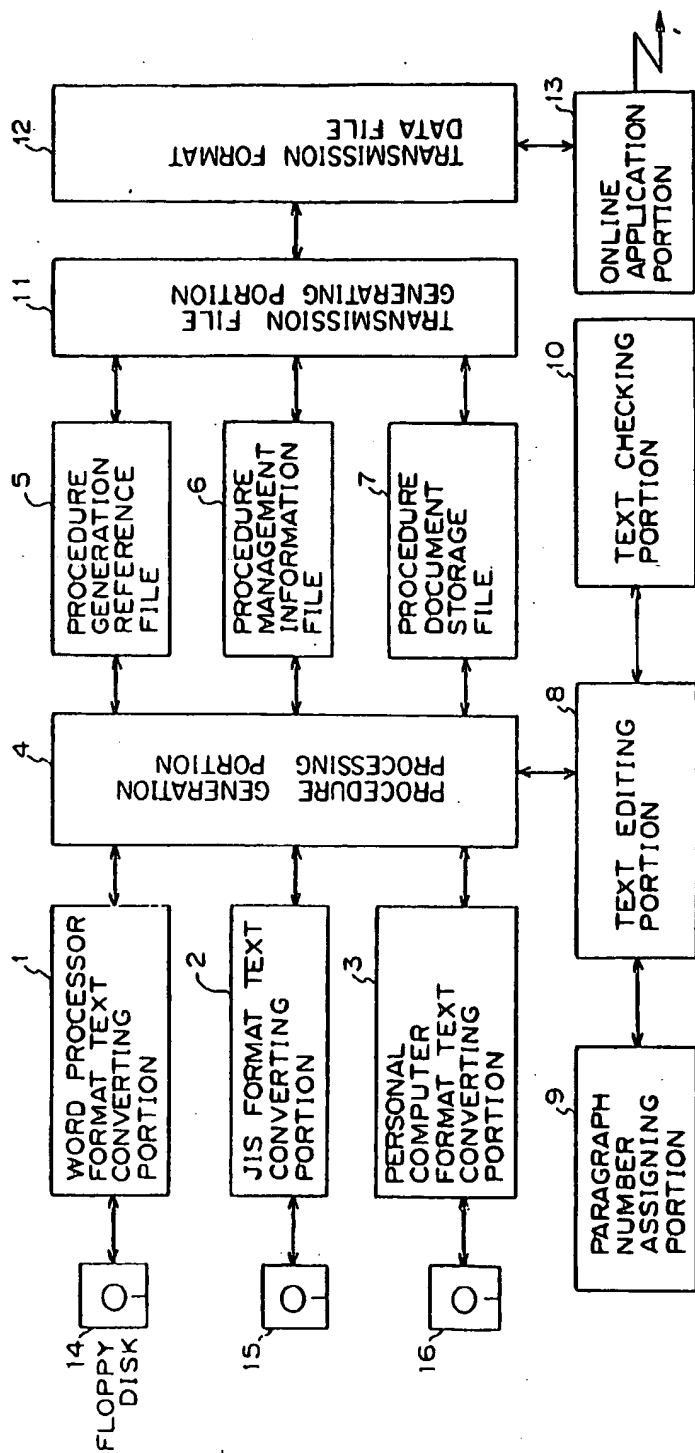 14
FLOPPY
DISK
15
16
1
WORD PROCESSOR
FORMAT TEXT
CONVERTING
PORTION
2
JIS FORMAT TEXT
CONVERTING
PORTION
3
PERSONAL
COMPUTER
FORMAT TEXT
CONVERTING
PORTION
4
PROCEDURE GENERATION
PROCESSING PORTION
5
PROCEDURE
GENERATION
REFERENCE
FILE
6
PROCEDURE
MANAGEMENT
INFORMATION
FILE
7
PROCEDURE
DOCUMENT
STORAGE
FILE
11
TRANSMISSION FILE
GENERATING PORTION
12
TRANSMISSION FORMAT
DATA FILE
9
PARAGRAPH
NUMBER
ASSIGNING
PORTION
8
TEXT EDITING
PORTION
10
TEXT CHECKING
PORTION
13
ONLINE
APPLICATION
PORTION